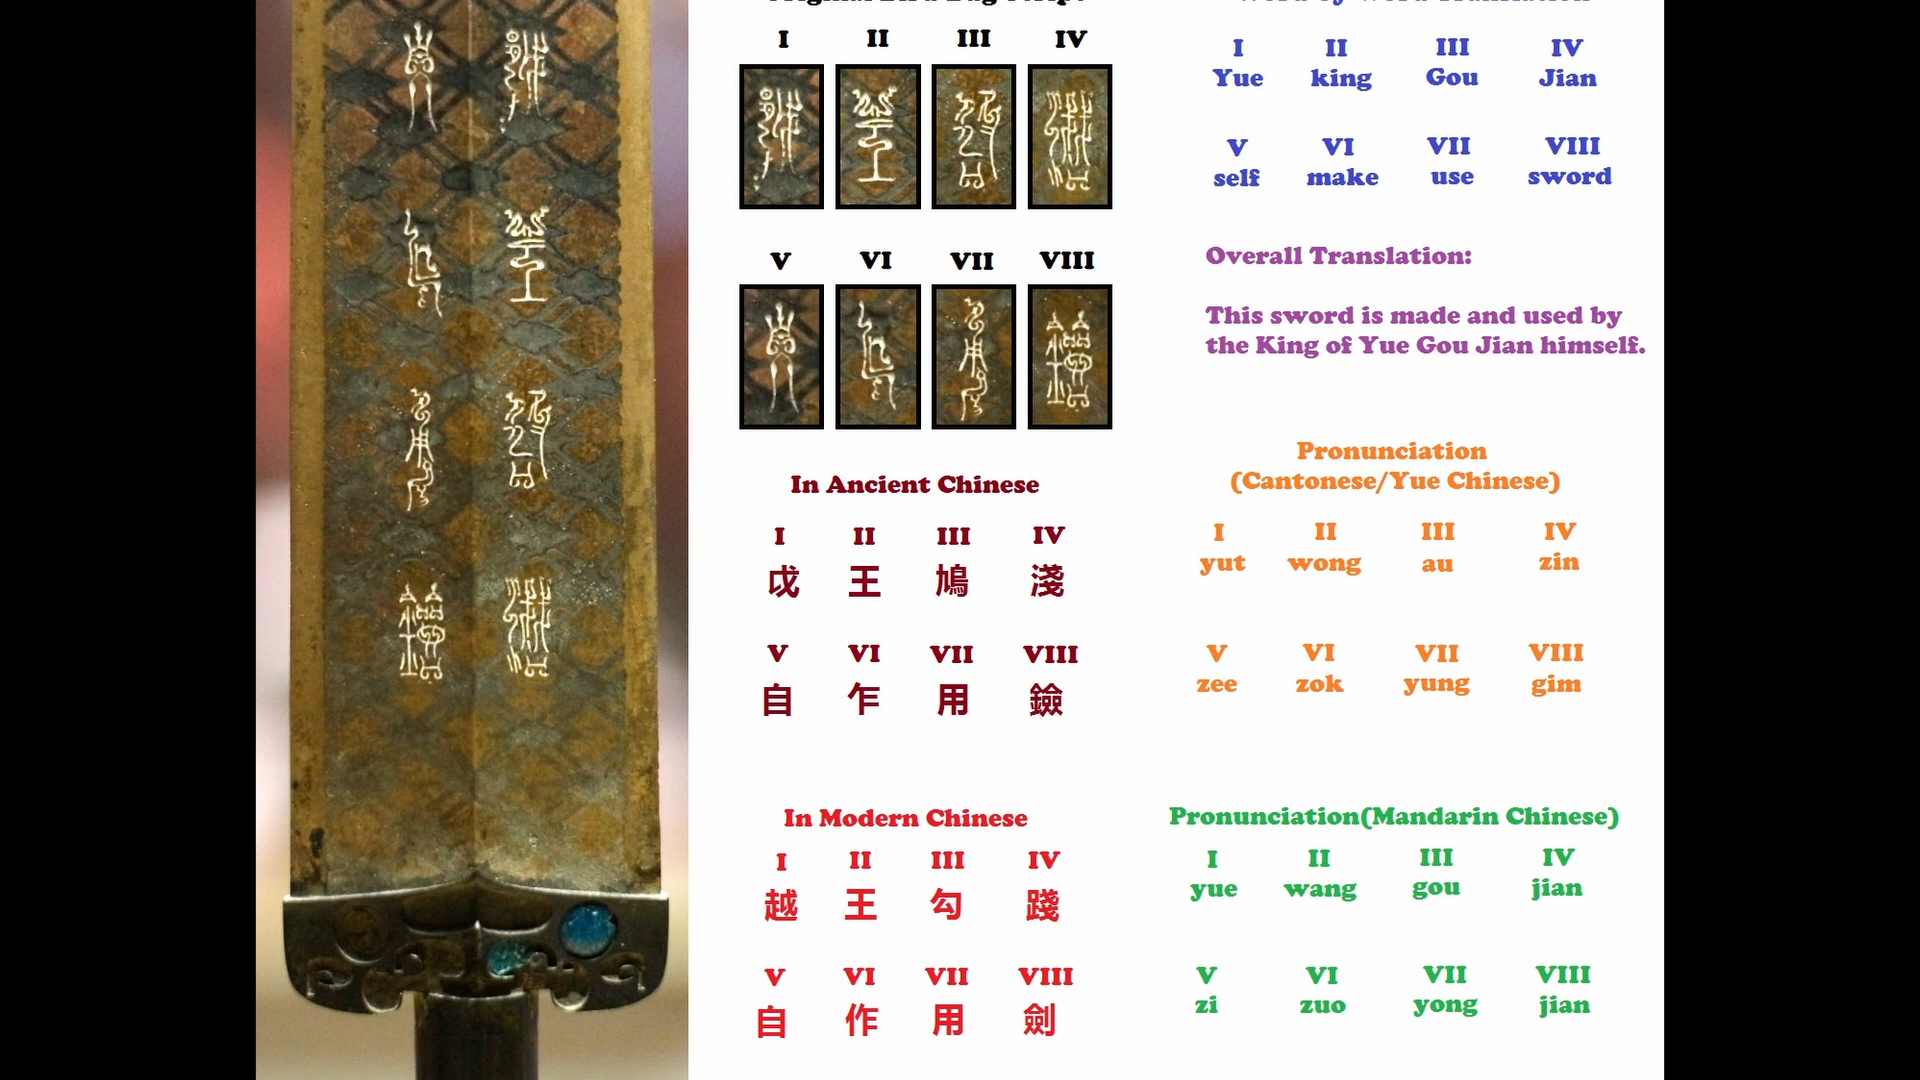 I II III IV
V VI VII VIII
In Ancient Chinese
I II III IV
戉 王 鳩 淺
V VI VII VIII
自 乍 用 鐱
In Modern Chinese
I II III IV
越 王 勾 踐
V VI VII VIII
自 作 用 劍
I II III IV
Yue king Gou Jian
V VI VII VIII
self make use sword
Overall Translation:
This sword is made and used by
the King of Yue Gou Jian himself.
Pronunciation
(Cantonese/Yue Chinese)
I II III IV
yut wong au zin
V VI VII VIII
zee zok yung gim
Pronunciation(Mandarin Chinese)
I II III IV
yue wang gou jian
V VI VII VIII
zi zuo yong jian